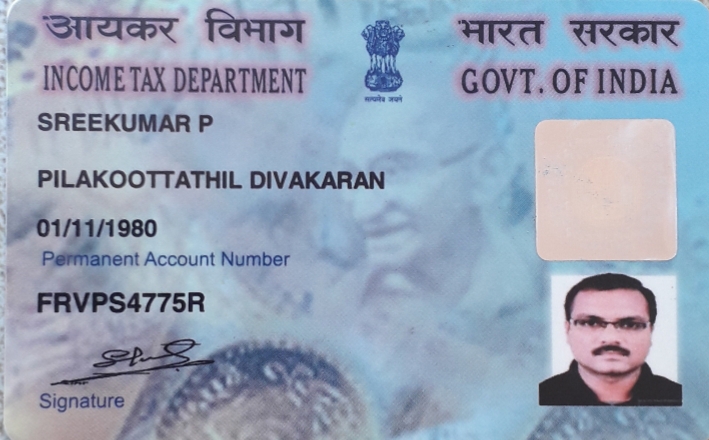 आयकर विभाग
INCOME TAX DEPARTMENT
भारत सरकार
GOVT. OF INDIA
सत्यमेव जयते
SREEKUMAR P
PILAKOOTTATHIL DIVAKARAN
01/11/1980
Permanent Account Number
FRVPS4775R
Signature